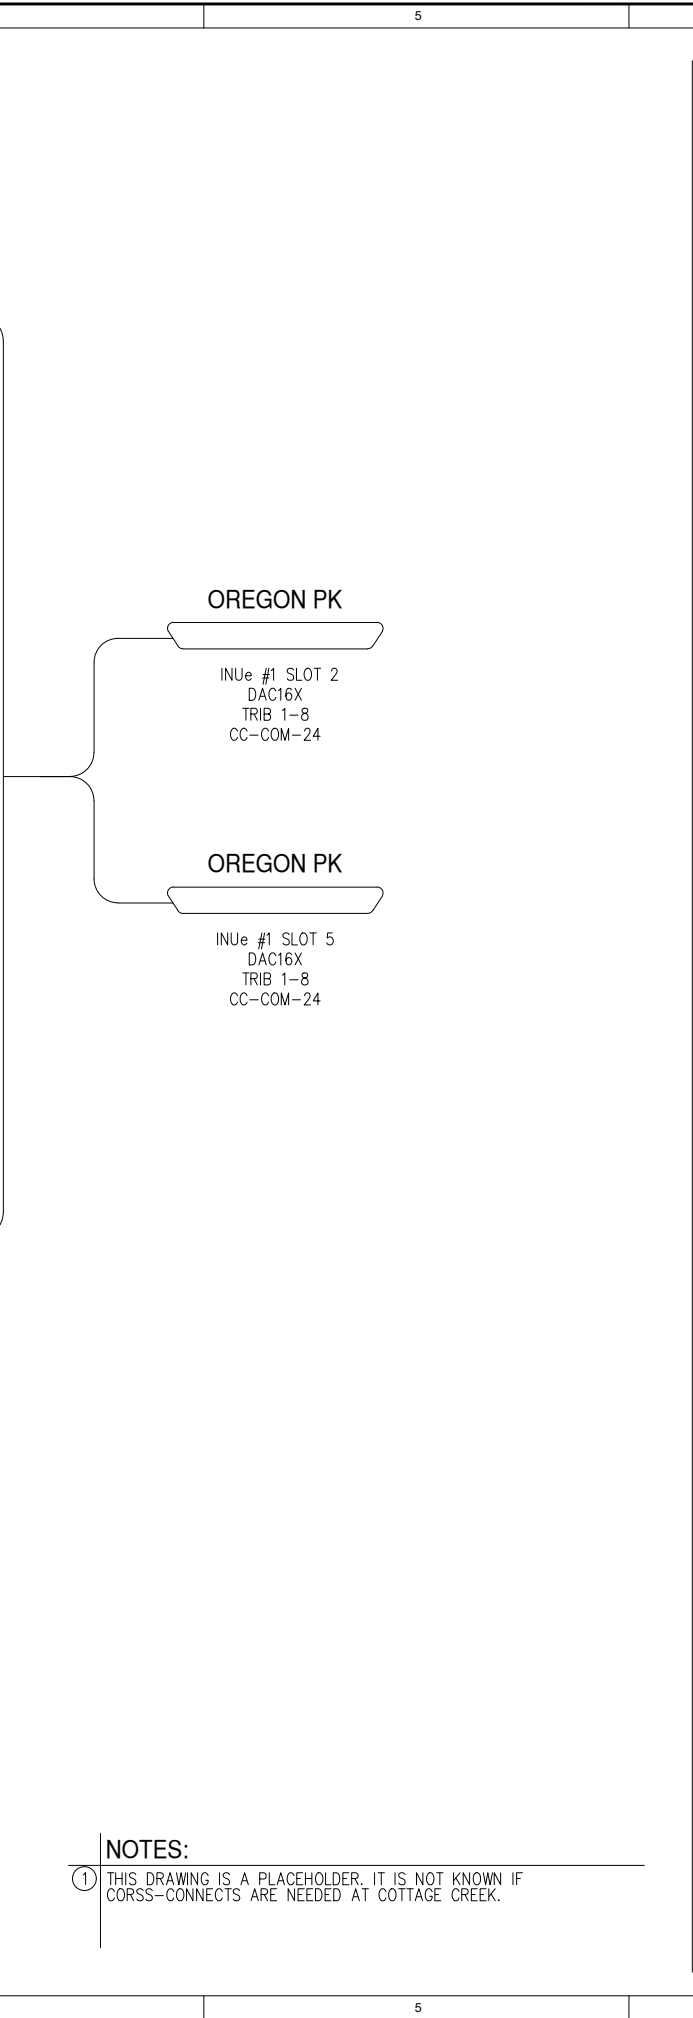 5
OREGON PK
INUe #1 SLOT 2
DAC16X
TRIB 1-8
CC-COM-24
OREGON PK
INUe #1 SLOT 5
DAC16X
TRIB 1-8
CC-COM-24
NOTES:
1 THIS DRAWING IS A PLACEHOLDER. IT IS NOT KNOWN IF
CORSS-CONNECTS ARE NEEDED AT COTTAGE CREEK.
5